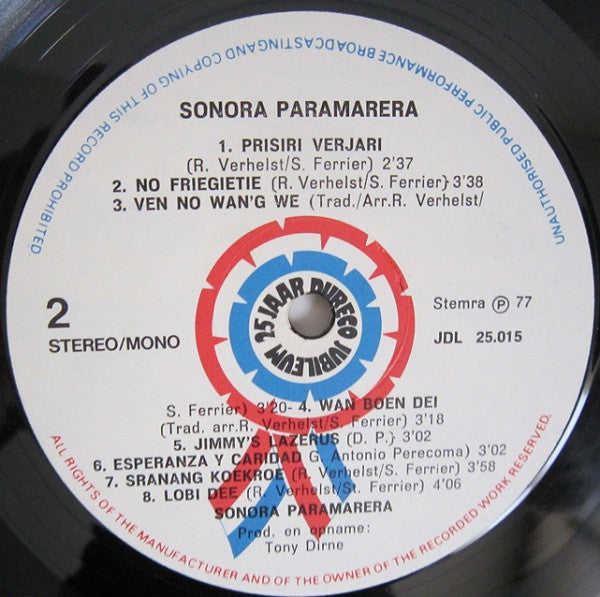 UNAUTHORISED PUBLIC PERFORMANCE BROADCASTING AND COPYING OF THIS RECORD PROHIBITED.
SONORA PARAMARERA
1. PRISIRI VERJARI
(R. Verhelst/S. Ferrier) 2'37
2. NO FRIEGIETIE (R. Verhelst/S. Ferrier} 3'38
3. VEN NO WAN'G WE (Trad./Arr.R. Verhelst/
25 JAAR DURECO JUBILEUM
2
STEREO/MONO
Stemra Ⓟ 77
JDL 25.015
S. Ferrier) 3'20- 4. WAN BOEN DEI
(Trad. arr.R. Verhelst/S. Ferrier) 3'18
5. JIMMY'S LAZERUS (D. P.) 3'02
6. ESPERANZA Y CARIDAD G. Antonio Perecoma) 3'02
7. SRANANG KOEKROE (R. Verhelst/S. Ferrier) 3'58
8. LOBI DEE (R. Verhelst/St. Ferrier) 4'06
SONORA PARAMARERA
Prod. en opname:
Tony Dirne
ALL RIGHTS OF THE MANUFACTURER AND OF THE OWNER OF THE RECORDED WORK RESERVED.